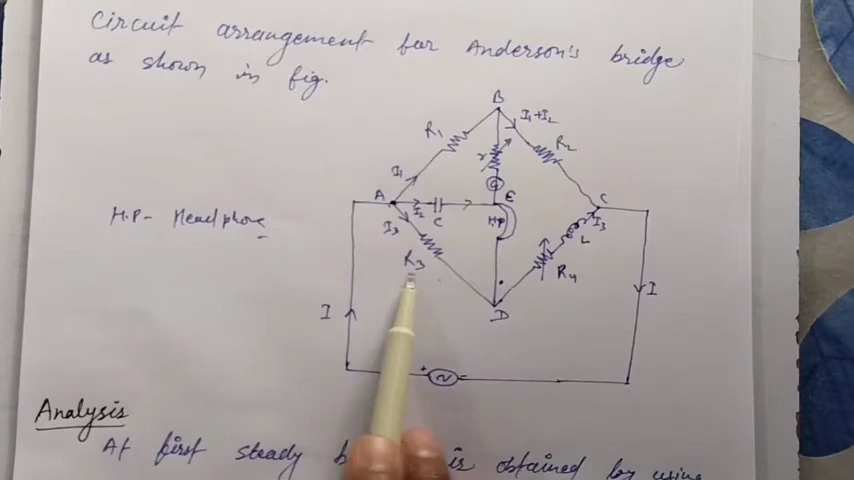 Circuit arrangement for Anderson's bridge
as shown in fig.
B
I1+I2
R1
R2
r
I1
G
A
E
C
I2
C
H.P
I3
I3
L
H.P- Headphone
R3
R4
D
I
I
+
~
-
Analysis
At first steady is obtained by using